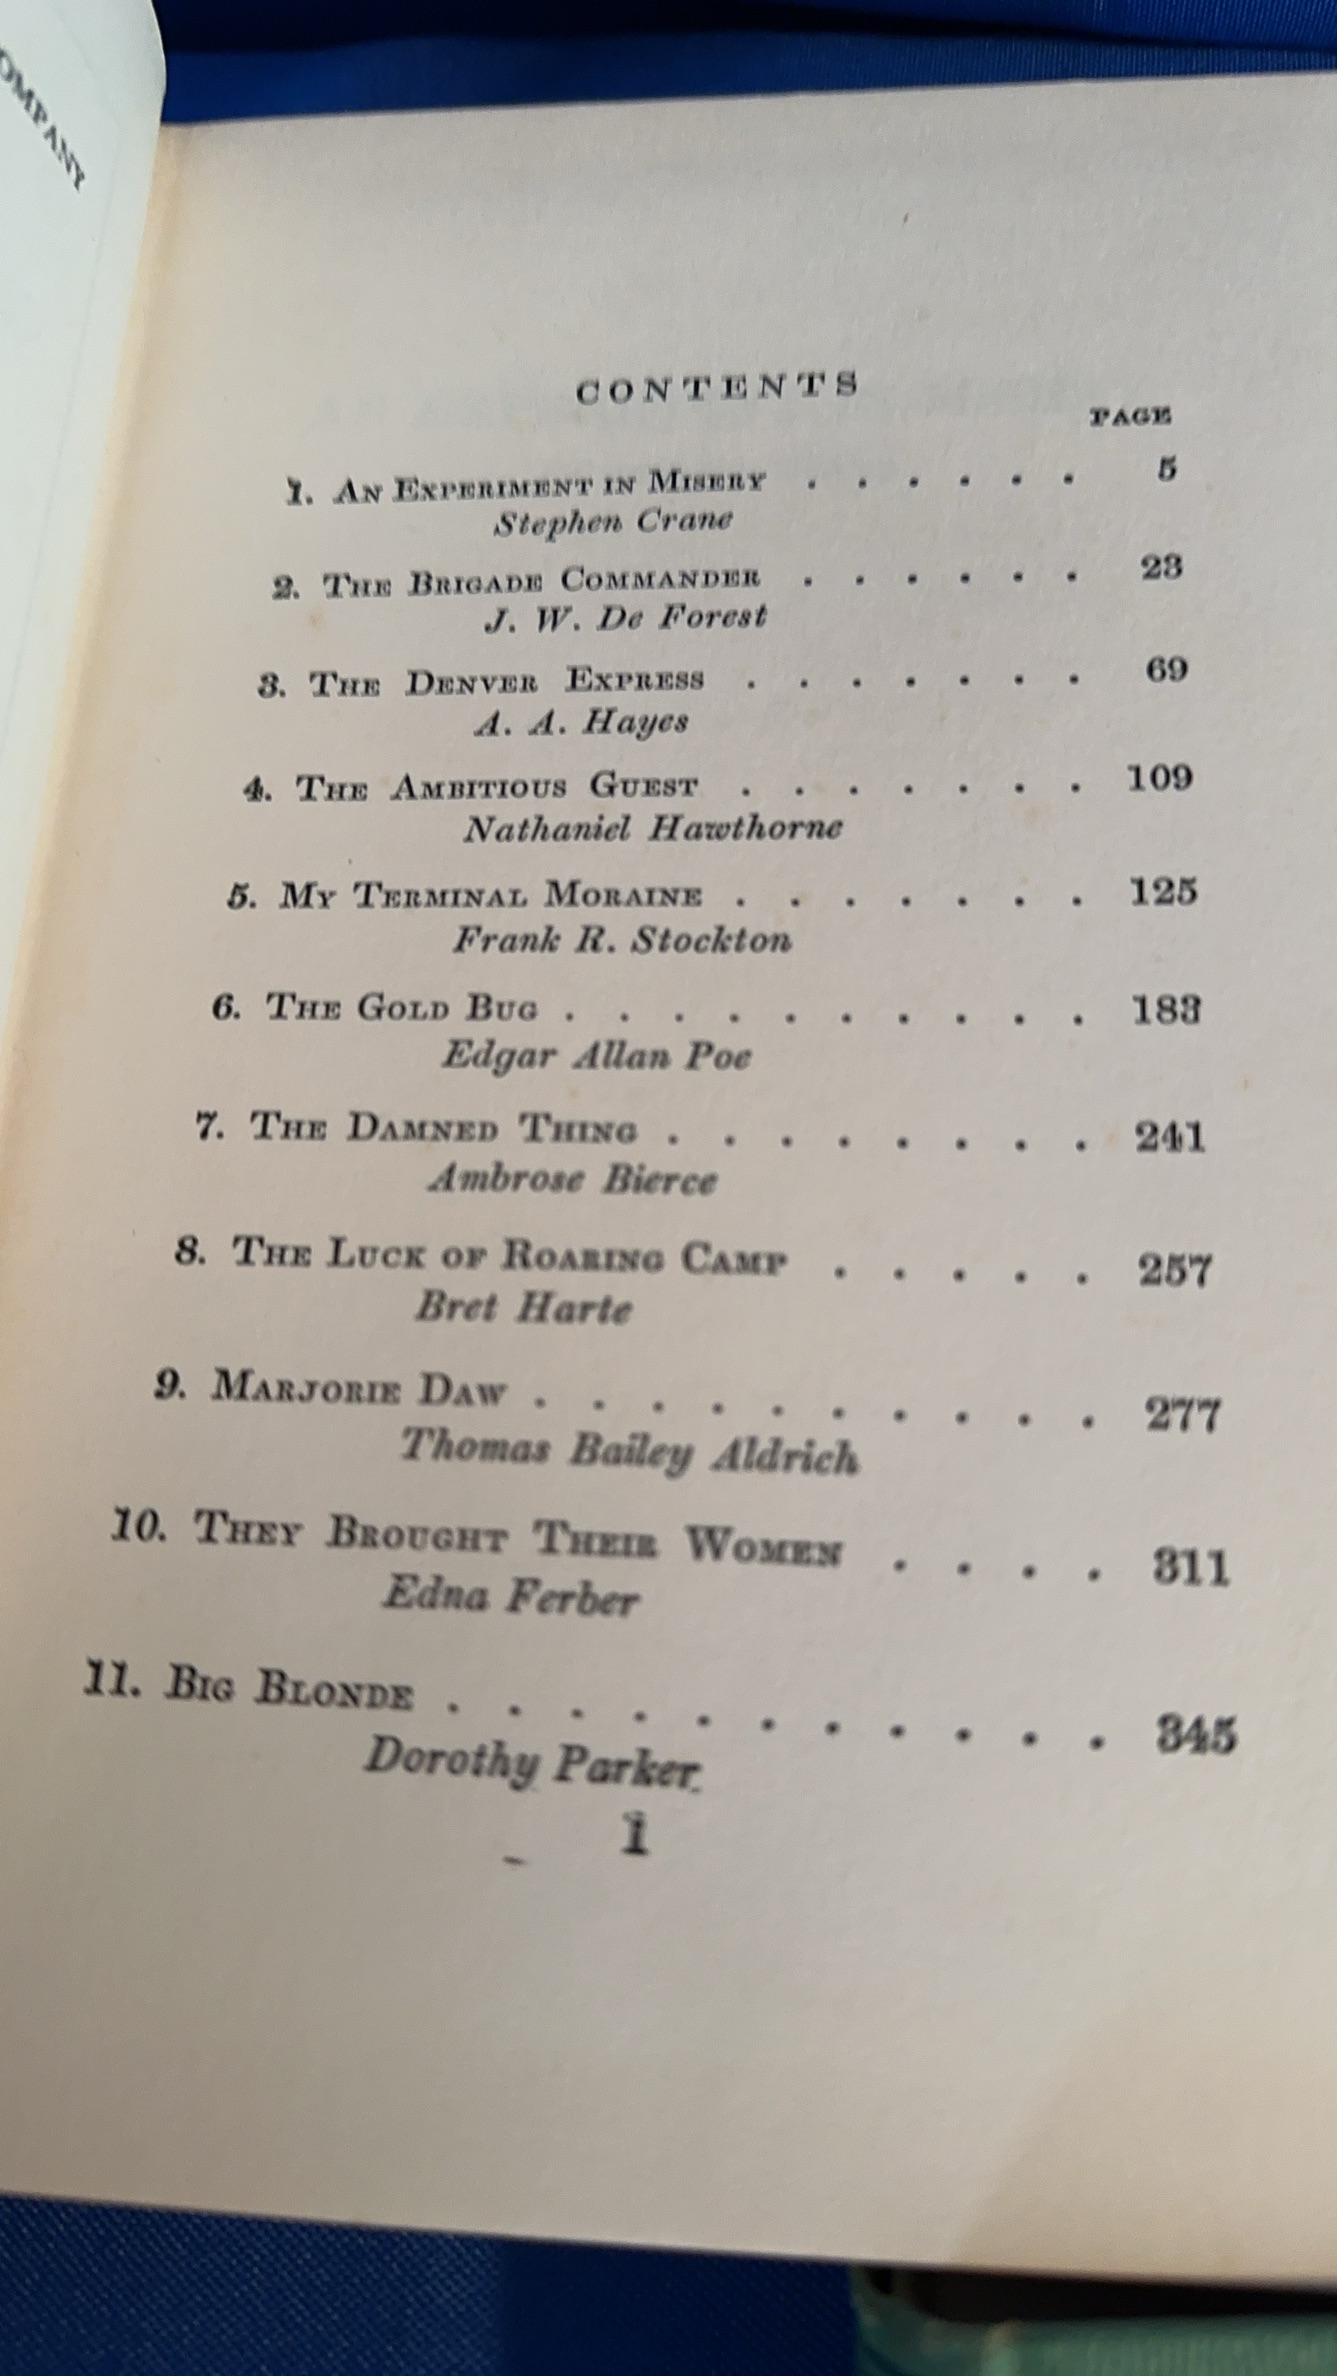 OMPANY
CONTENTS
PAGE
1. AN EXPERIMENT IN MISERY . . . . . . 5
Stephen Crane
2. THE BRIGADE COMMANDER . . . . . . 23
J. W. De Forest
3. THE DENVER EXPRESS . . . . . . . 69
A. A. Hayes
4. THE AMBITIOUS GUEST . . . . . . . 109
Nathaniel Hawthorne
5. MY TERMINAL MORAINE . . . . . . . 125
Frank R. Stockton
6. THE GOLD BUG . . . . . . . . . . 183
Edgar Allan Poe
7. THE DAMNED THING . . . . . . . . 241
Ambrose Bierce
8. THE LUCK OF ROARING CAMP . . . . . 257
Bret Harte
9. MARJORIE DAW . . . . . . . . . . 277
Thomas Bailey Aldrich
10. THEY BROUGHT THEIR WOMEN . . . . 311
Edna Ferber
11. BIG BLONDE . . . . . . . . . . . 345
Dorothy Parker
1